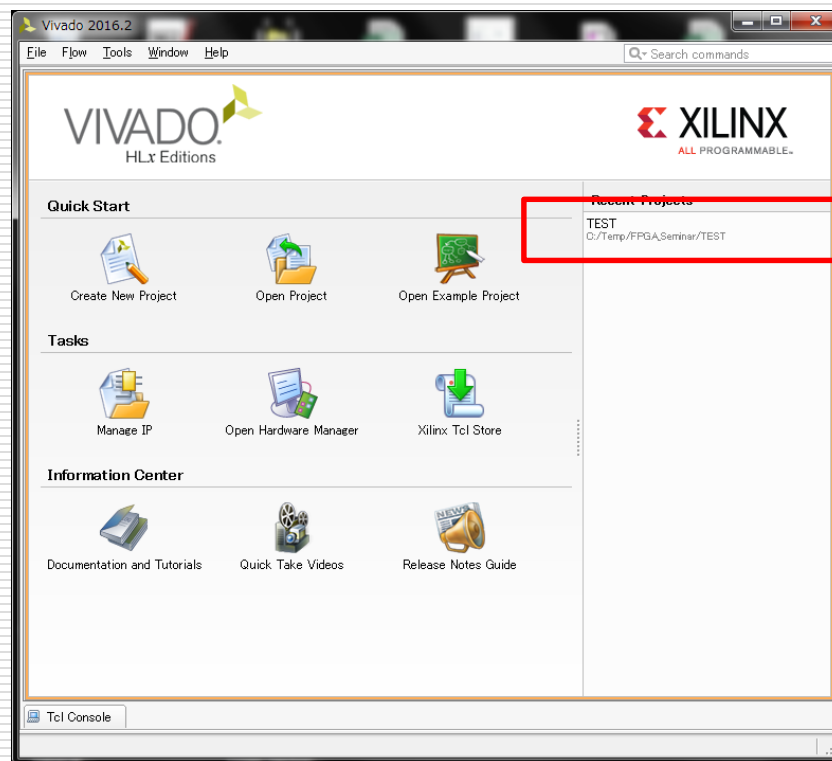 Vivado 2016.2
File Flow Tools Window Help
Search commands
VIVADO.
HLx Editions
XILINX
ALL PROGRAMMABLE™
Quick Start
Recent Projects
TEST
C:/Temp/FPGA_Seminar/TEST
Create New Project
Open Project
Open Example Project
Tasks
Manage IP
Open Hardware Manager
Xilinx Tcl Store
Information Center
NEWS
Documentation and Tutorials
Quick Take Videos
Release Notes Guide
Tcl Console